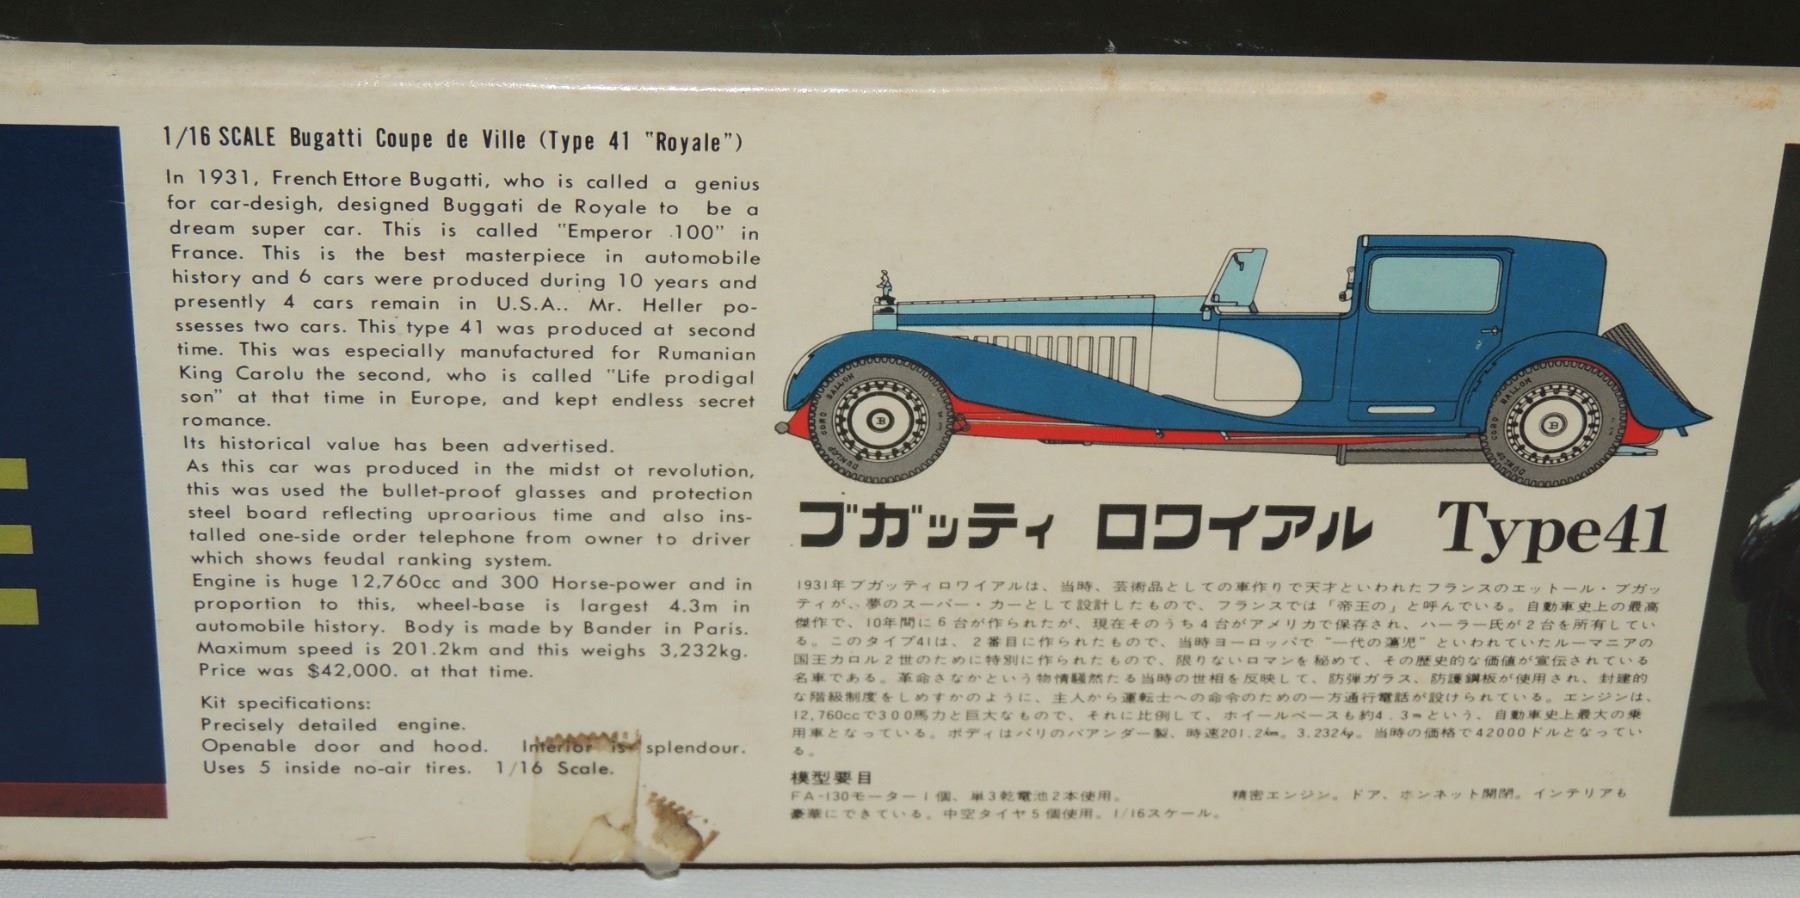 1/16 SCALE Bugatti Coupe de Ville (Type 41 "Royale")
In 1931, French Ettore Bugatti, who is called a genius
for car-desigh, designed Buggati de Royale to be a
dream super car. This is called "Emperor 100" in
France. This is the best masterpiece in automobile
history and 6 cars were produced during 10 years and
presently 4 cars remain in U.S.A.. Mr. Heller po-
ssesses two cars. This type 41 was produced at second
time. This was especially manufactured for Rumanian
King Carolu the second, who is called "Life prodigal
son" at that time in Europe, and kept endless secret
romance.
Its historical value has been advertised.
As this car was produced in the midst ot revolution,
this was used the bullet-proof glasses and protection
steel board reflecting uproarious time and also ins-
talled one-side order telephone from owner to driver
which shows feudal ranking system.
Engine is huge 12,760cc and 300 Horse-power and in
proportion to this, wheel-base is largest 4.3m in
automobile history. Body is made by Bander in Paris.
Maximum speed is 201.2km and this weighs 3,232kg.
Price was $42,000. at that time.
Kit specifications:
Precisely detailed engine.
Openable door and hood. Interior is splendour.
Uses 5 inside no-air tires. 1/16 Scale.
DUNLOP CORD BALLON
B
DUNLOP CORD BALLON
B
ブガッティ ロワイアル Type41
1931年ブガッティロワイアルは、当時、芸術品としての車作りで天才といわれたフランスのエットール・ブガッ
ティが、夢のスーパー・カーとして設計したもので、フランスでは「帝王の」と呼んでいる。自動車史上の最高
傑作で、10年間に6台が作られたが、現在そのうち4台がアメリカで保存され、ハーラー氏が2台を所有してい
る。このタイプ41は、2番目に作られたもので、当時ヨーロッパで"一代の蕩児"といわれていたルーマニアの
国王カロル2世のために特別に作られたもので、限りないロマンを秘めて、その歴史的な価値が宣伝されている
名車である。革命さなかという物情騒然たる当時の世相を反映して、防弾ガラス、防護鋼板が使用され、封建的
な階級制度をしめすかのように、主人から運転士への命令のための一方通行電話が設けられている。エンジンは、
12,760ccで300馬力と巨大なもので、それに比例して、ホイールベースも約4.3mという、自動車史上最大の乗
用車となっている。ボディはパリのバアンダー製、時速201.2km。3.232kg。当時の価格で42000ドルとなってい
る。
模型要目
FA-130モーター1個、単3乾電池2本使用。 精密エンジン。ドア、ホンネット開閉。インテリアも
豪華にできている。中空タイヤ5個使用。1/16スケール。